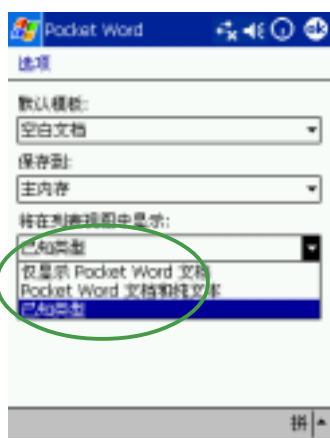 Pocket Word
ok
选项
默认模板:
空白文档
保存到:
主内存
将在列表视图中显示:
已知类型
仅显示 Pocket Word 文档
Pocket Word 文档和纯文本
已知类型
拼